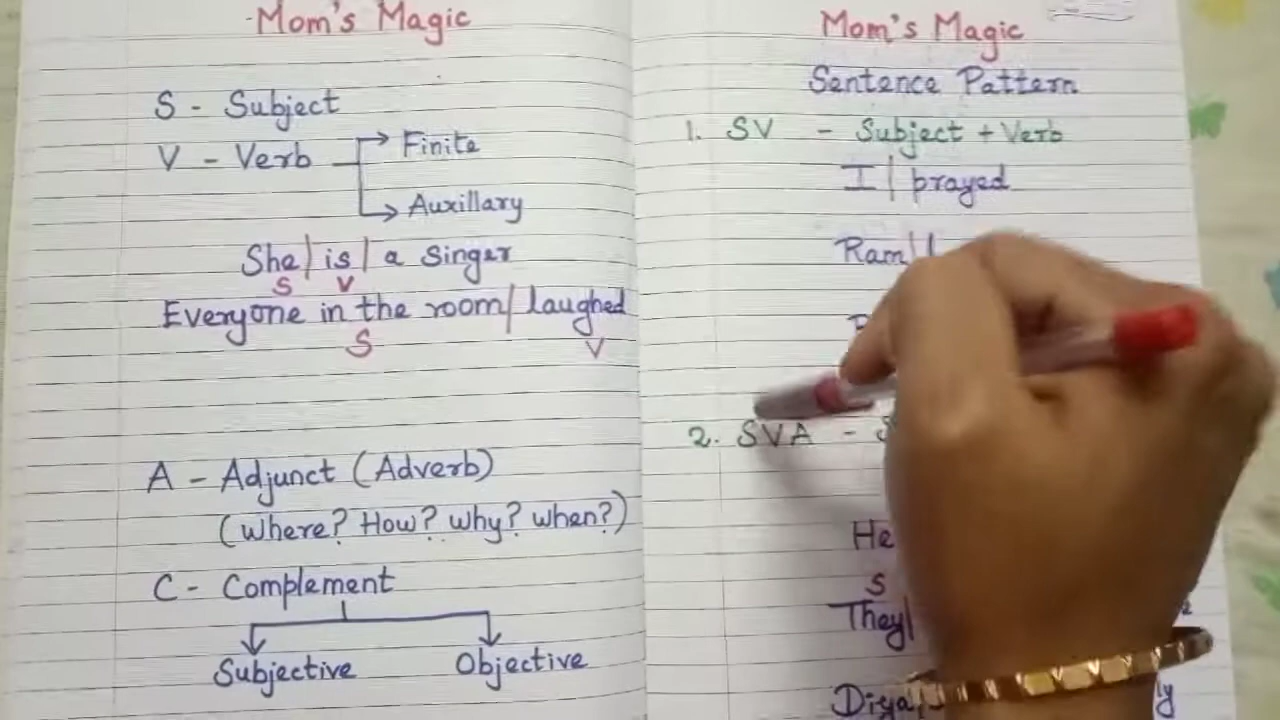 Mom's Magic
S - Subject
V - Verb
Finite
Auxillary
She | is | a singer
S V
Everyone in the room | laughed
S V
A - Adjunct (Adverb)
(Where? How? Why? When?)
C - Complement
Subjective Objective
Mom's Magic
Sentence Pattern
1. SV - Subject + Verb
I | prayed
Ram |
2. SVA -
He
S
They |